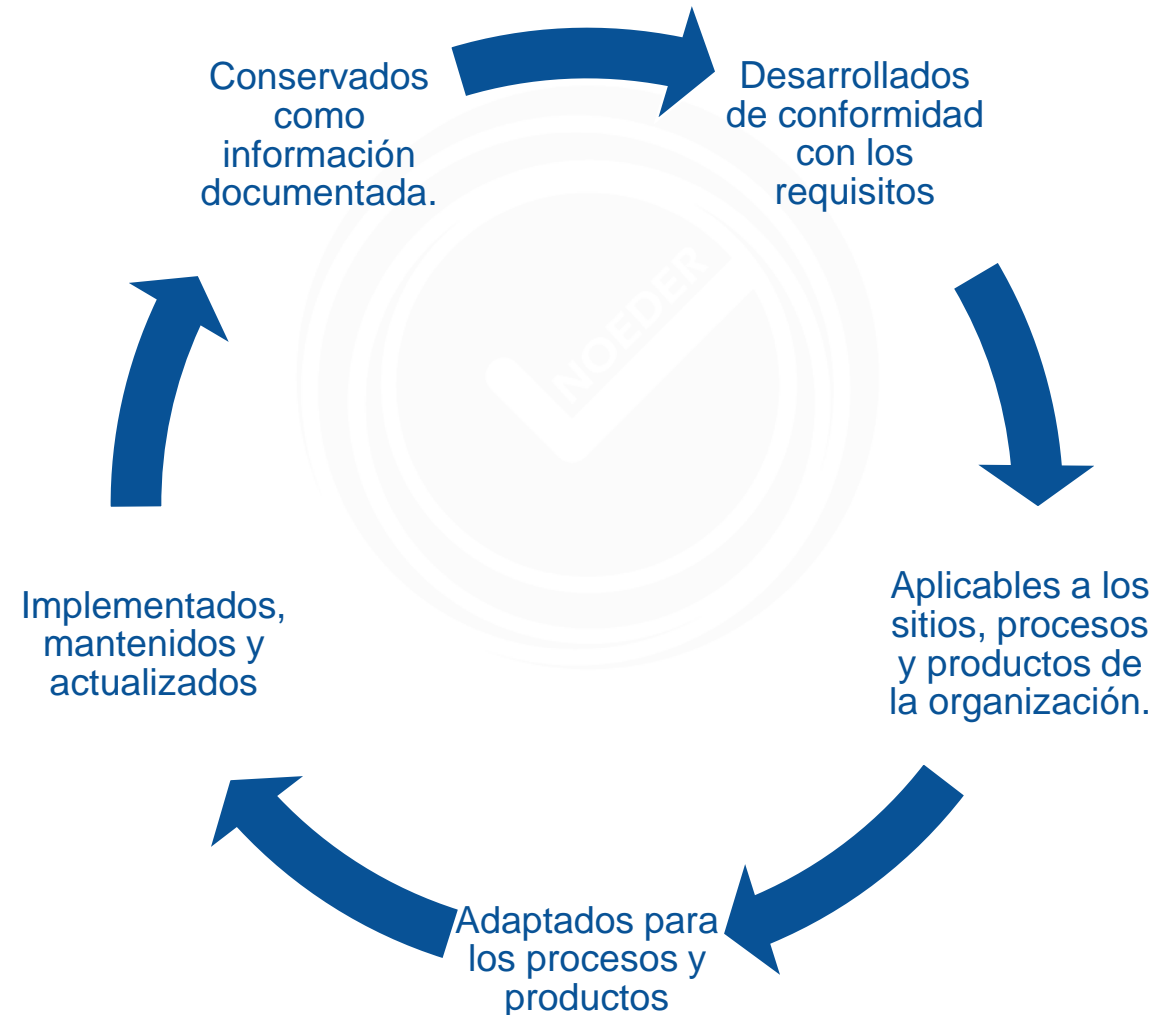 Conservados
como
información
documentada.
Desarrollados
de conformidad
con los
requisitos
Aplicables a los
sitios, procesos
y productos de
la organización.
Adaptados para
los procesos y
productos
Implementados,
mantenidos y
actualizados
NOEDER